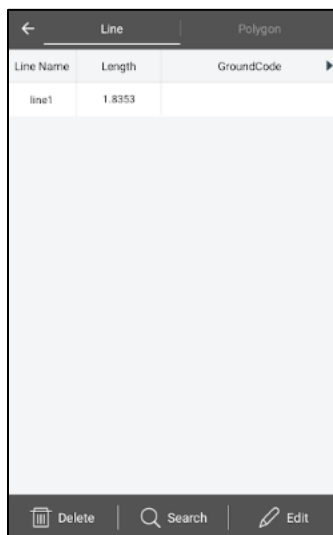 Line Polygon
Line Name Length GroundCode
line1 1.8353
Delete Search Edit